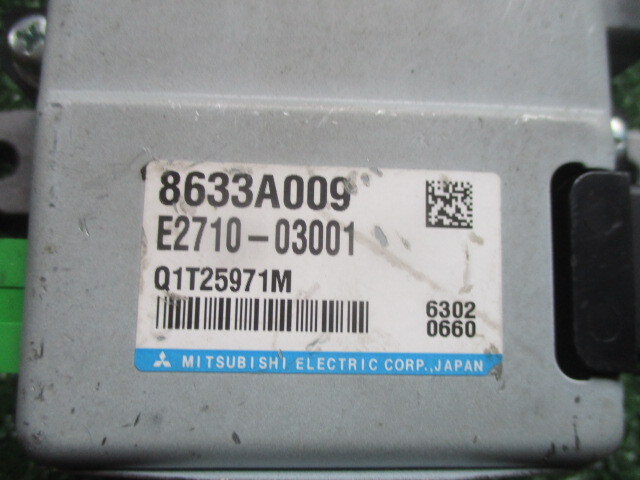 8633A009
E2710-03001
Q1T25971M
6302
0660
MITSUBISHI ELECTRIC CORP.,JAPAN